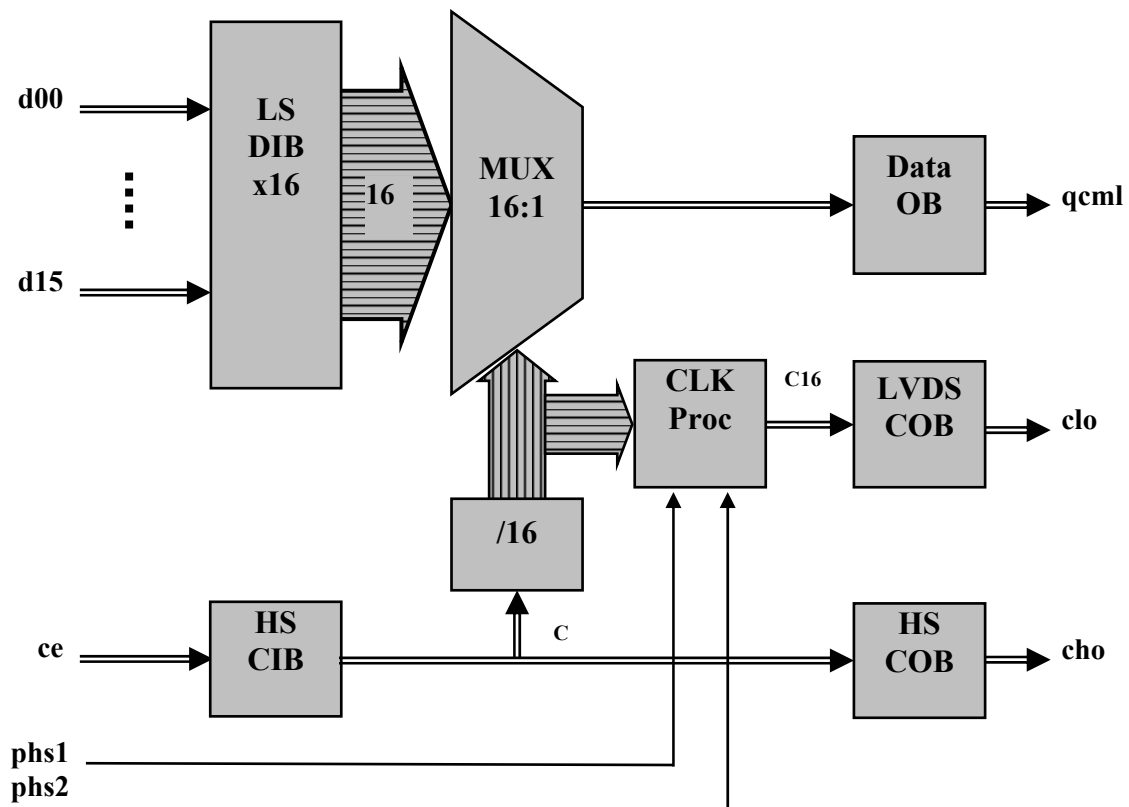 d00
d15
LS
DIB
x16
16
MUX
16:1
Data
OB
qcml
CLK
Proc
C16
LVDS
COB
clo
/16
ce
HS
CIB
C
HS
COB
cho
phs1
phs2